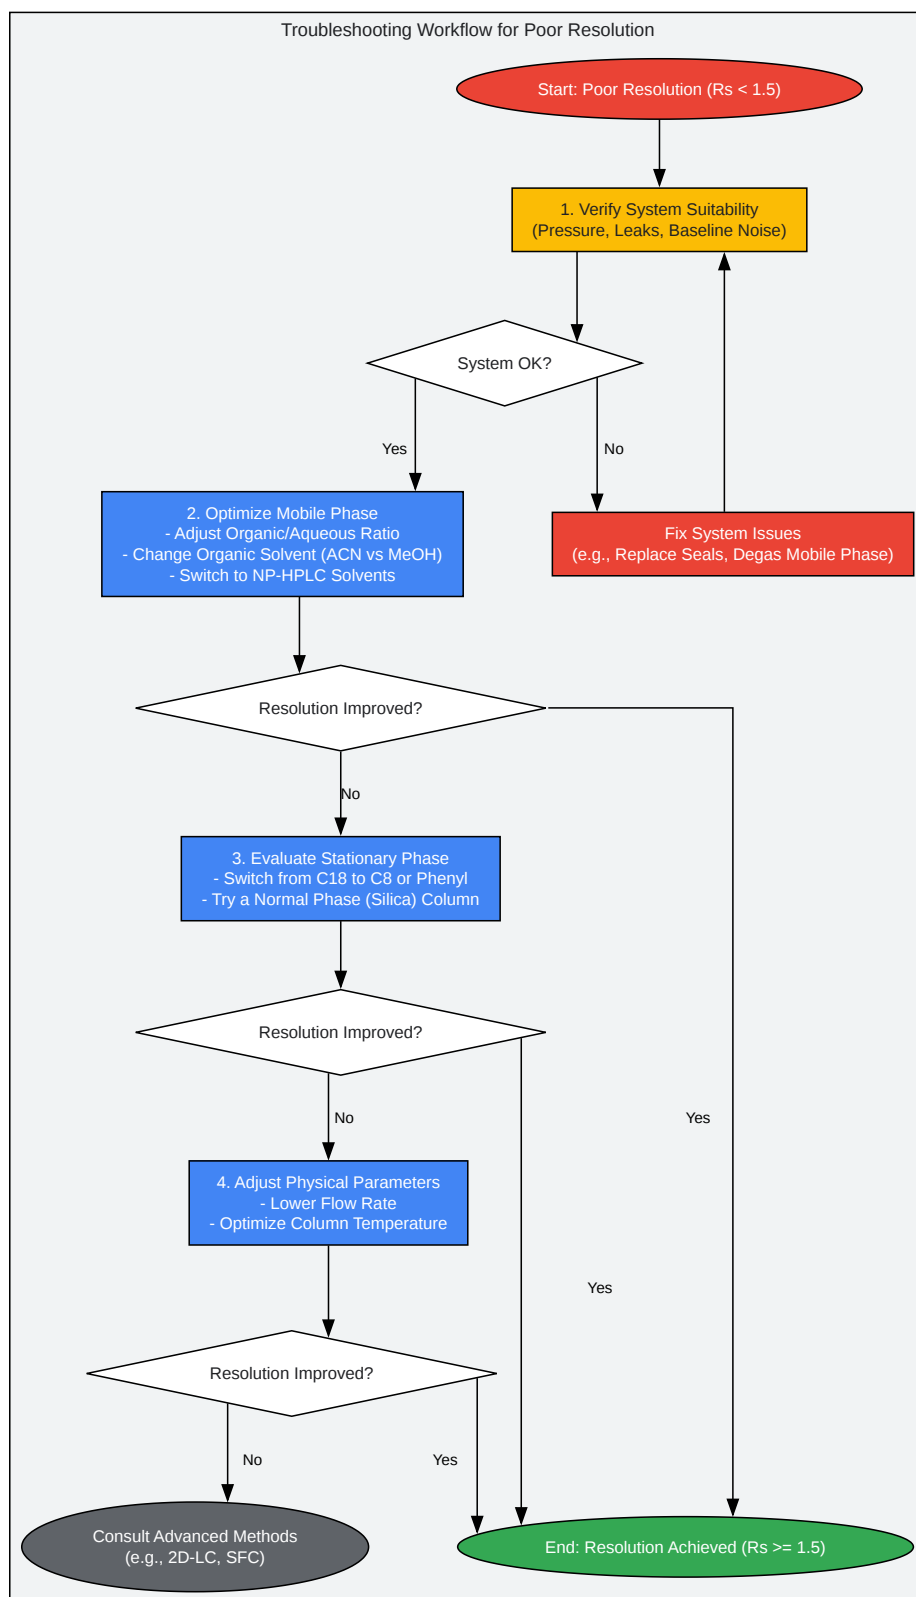 Troubleshooting Workflow for Poor Resolution
Start: Poor Resolution (Rs < 1.5)
1. Verify System Suitability
(Pressure, Leaks, Baseline Noise)
System OK?
Yes
No
2. Optimize Mobile Phase
- Adjust Organic/Aqueous Ratio
- Change Organic Solvent (ACN vs MeOH)
- Switch to NP-HPLC Solvents
Fix System Issues
(e.g., Replace Seals, Degas Mobile Phase)
Resolution Improved?
No
3. Evaluate Stationary Phase
- Switch from C18 to C8 or Phenyl
- Try a Normal Phase (Silica) Column
Resolution Improved?
No
Yes
4. Adjust Physical Parameters
- Lower Flow Rate
- Optimize Column Temperature
Yes
Resolution Improved?
No
Yes
Consult Advanced Methods
(e.g., 2D-LC, SFC)
End: Resolution Achieved (Rs >= 1.5)